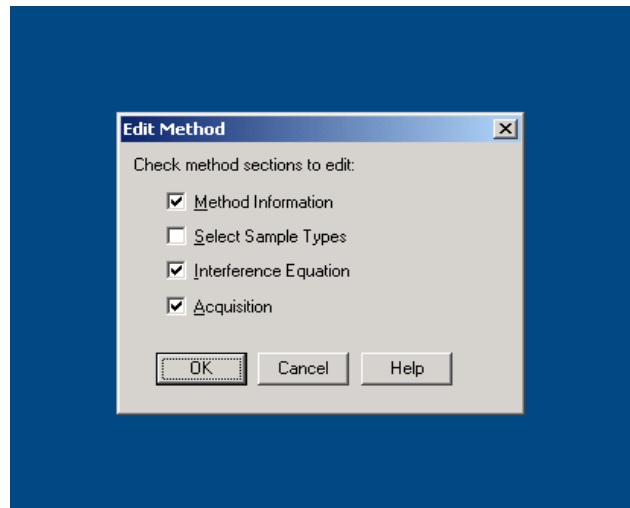 Edit Method
Check method sections to edit:
Method Information
Select Sample Types
Interference Equation
Acquisition
OK Cancel Help